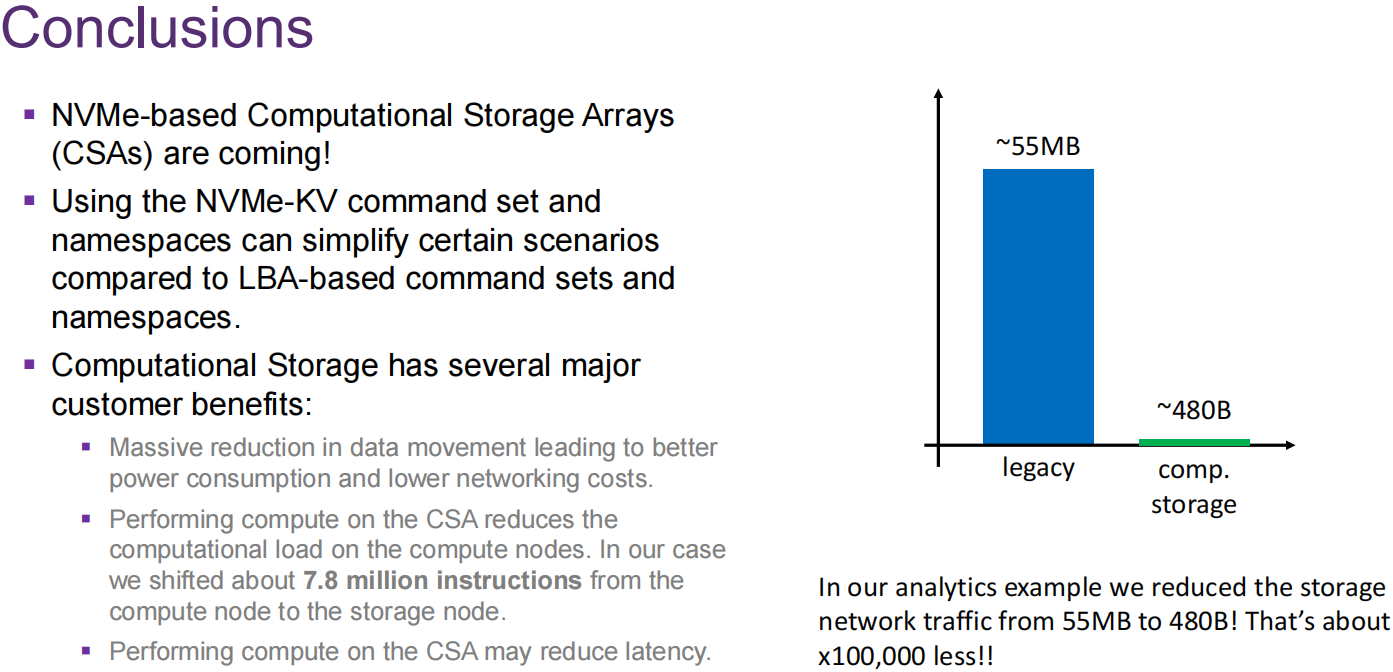 Conclusions
▪ NVMe-based Computational Storage Arrays
(CSAs) are coming!
▪ Using the NVMe-KV command set and
namespaces can simplify certain scenarios
compared to LBA-based command sets and
namespaces.
▪ Computational Storage has several major
customer benefits:
▪ Massive reduction in data movement leading to better
power consumption and lower networking costs.
▪ Performing compute on the CSA reduces the
computational load on the compute nodes. In our case
we shifted about 7.8 million instructions from the
compute node to the storage node.
▪ Performing compute on the CSA may reduce latency.
~55MB
~480B
legacy
comp.
storage
In our analytics example we reduced the storage
network traffic from 55MB to 480B! That’s about
x100,000 less!!